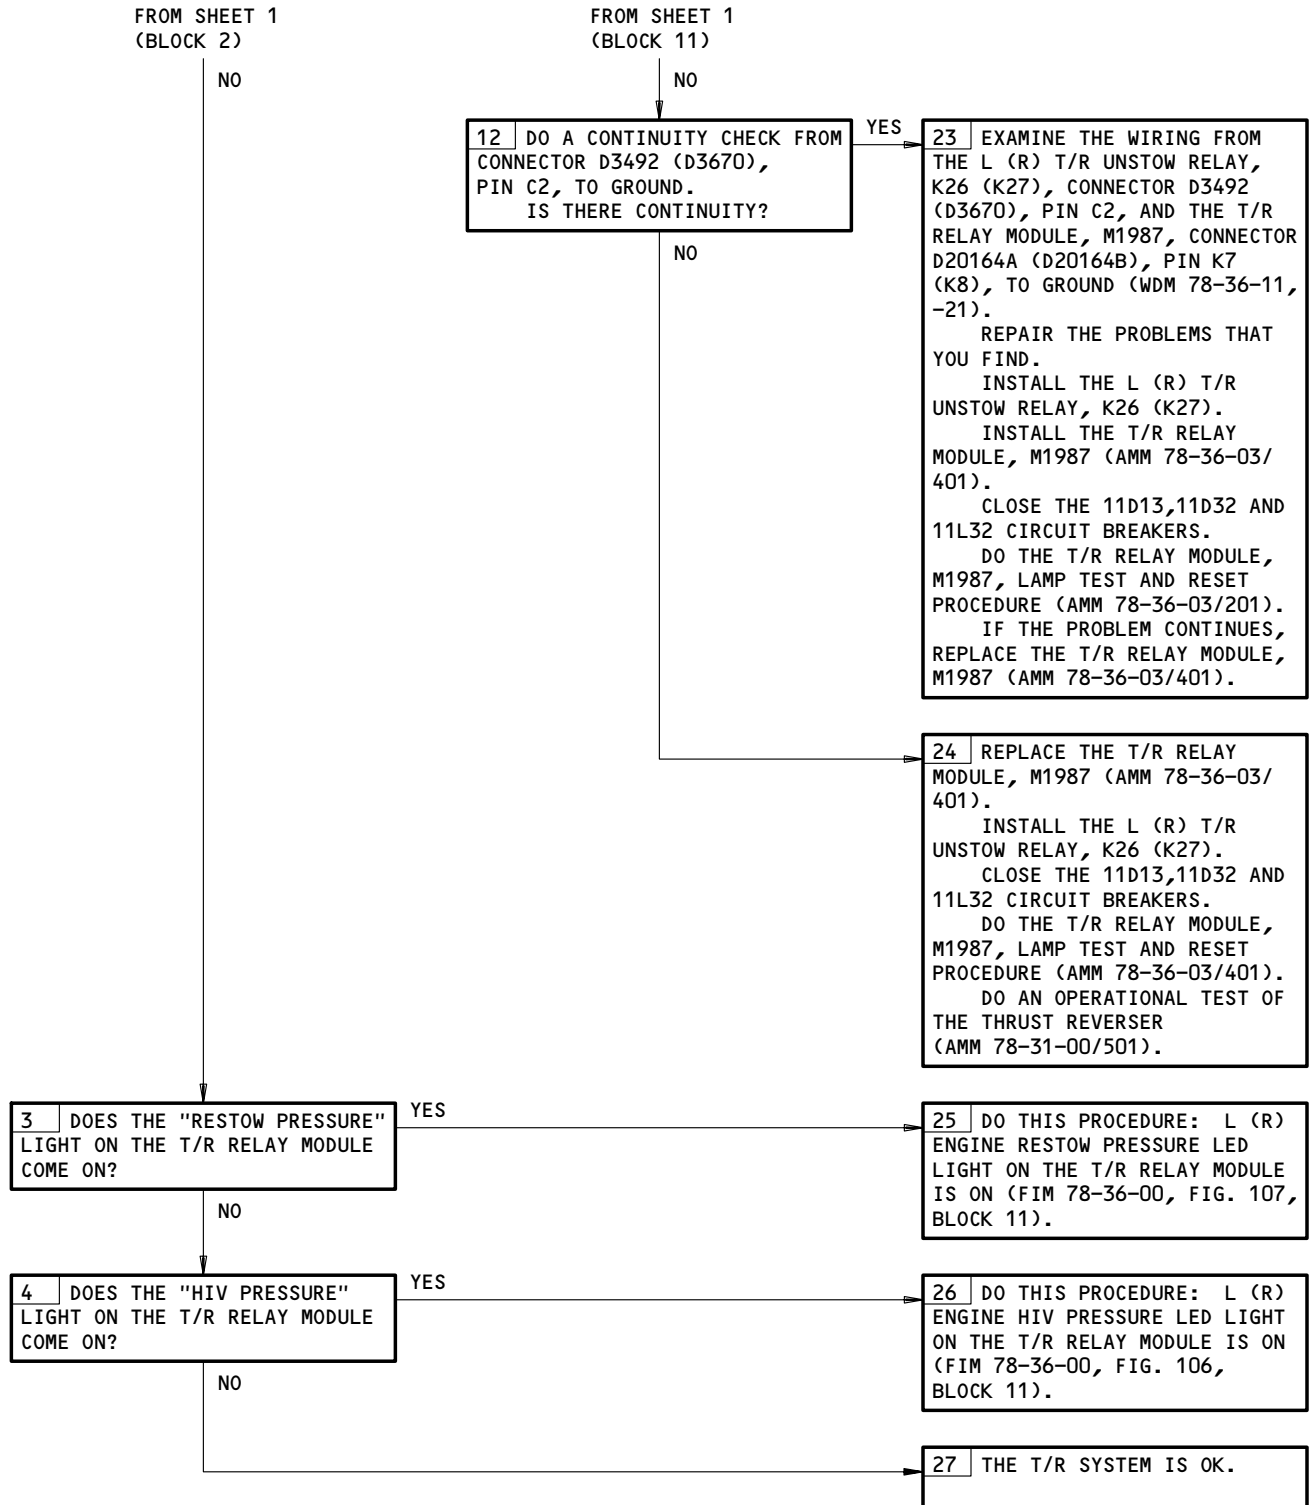 FROM SHEET 1
(BLOCK 2)
NO
FROM SHEET 1
(BLOCK 11)
NO
12 DO A CONTINUITY CHECK FROM
CONNECTOR D3492 (D3670),
PIN C2, TO GROUND.
IS THERE CONTINUITY?
YES
NO
23 EXAMINE THE WIRING FROM
THE L (R) T/R UNSTOW RELAY,
K26 (K27), CONNECTOR D3492
(D3670), PIN C2, AND THE T/R
RELAY MODULE, M1987, CONNECTOR
D20164A (D20164B), PIN K7
(K8), TO GROUND (WDM 78-36-11,
-21).
REPAIR THE PROBLEMS THAT
YOU FIND.
INSTALL THE L (R) T/R
UNSTOW RELAY, K26 (K27).
INSTALL THE T/R RELAY
MODULE, M1987 (AMM 78-36-03/
401).
CLOSE THE 11D13,11D32 AND
11L32 CIRCUIT BREAKERS.
DO THE T/R RELAY MODULE,
M1987, LAMP TEST AND RESET
PROCEDURE (AMM 78-36-03/201).
IF THE PROBLEM CONTINUES,
REPLACE THE T/R RELAY MODULE,
M1987 (AMM 78-36-03/401).
24 REPLACE THE T/R RELAY
MODULE, M1987 (AMM 78-36-03/
401).
INSTALL THE L (R) T/R
UNSTOW RELAY, K26 (K27).
CLOSE THE 11D13,11D32 AND
11L32 CIRCUIT BREAKERS.
DO THE T/R RELAY MODULE,
M1987, LAMP TEST AND RESET
PROCEDURE (AMM 78-36-03/401).
DO AN OPERATIONAL TEST OF
THE THRUST REVERSER
(AMM 78-31-00/501).
3 DOES THE "RESTOW PRESSURE"
LIGHT ON THE T/R RELAY MODULE
COME ON?
YES
NO
25 DO THIS PROCEDURE: L (R)
ENGINE RESTOW PRESSURE LED
LIGHT ON THE T/R RELAY MODULE
IS ON (FIM 78-36-00, FIG. 107,
BLOCK 11).
4 DOES THE "HIV PRESSURE"
LIGHT ON THE T/R RELAY MODULE
COME ON?
YES
NO
26 DO THIS PROCEDURE: L (R)
ENGINE HIV PRESSURE LED LIGHT
ON THE T/R RELAY MODULE IS ON
(FIM 78-36-00, FIG. 106,
BLOCK 11).
27 THE T/R SYSTEM IS OK.